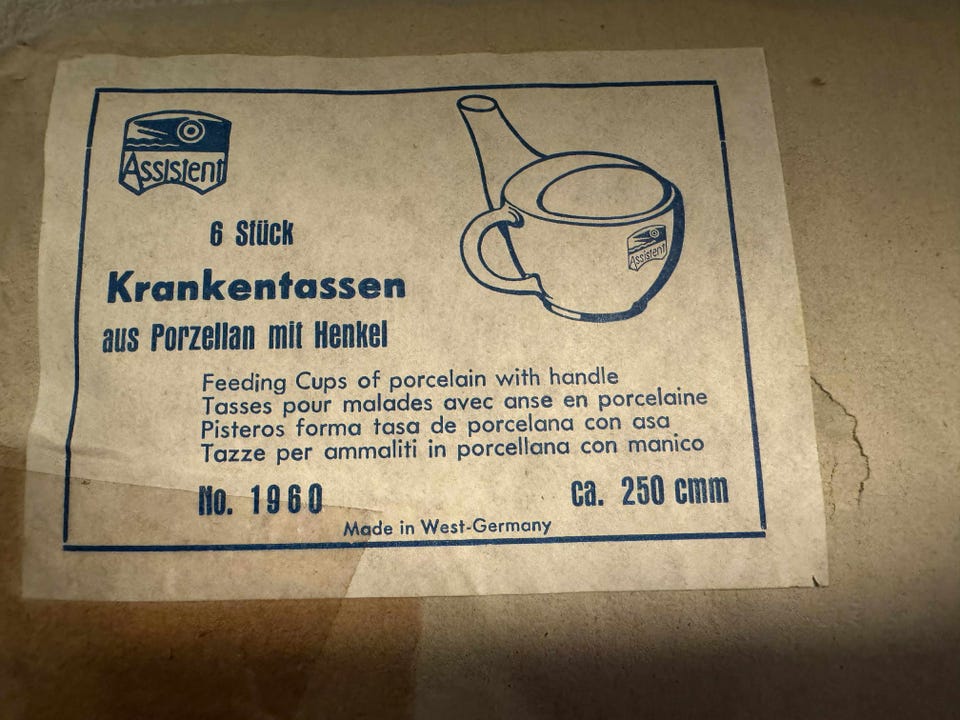 Assistent
6 Stück
Krankentassen
aus Porzellan mit Henkel
Assistent
Feeding Cups of porcelain with handle
Tasses pour malades avec anse en porcelaine
Pisteros forma tasa de porcelana con asa
Tazze per ammaliti in porcellana con manico
No. 1960 ca. 250 cmm
Made in West-Germany